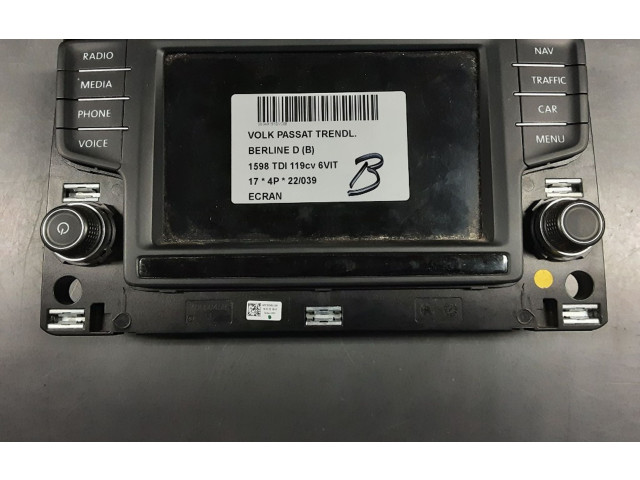 RADIO
MEDIA
PHONE
VOICE
NAV
TRAFFIC
CAR
MENU
VOLK PASSAT TRENDL.
BERLINE D (B)
1598 TDI 119cv 6VIT
17 * 4P * 22/039
ECRAN
B